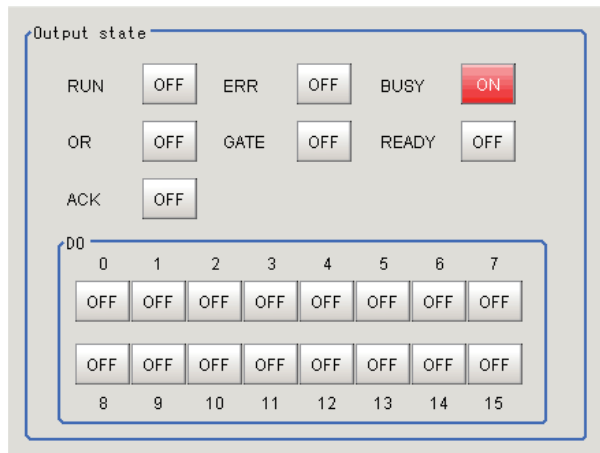 Output state
RUN OFF ERR OFF BUSY ON
OR OFF GATE OFF READY OFF
ACK OFF
DO
0 1 2 3 4 5 6 7
OFF OFF OFF OFF OFF OFF OFF OFF
OFF OFF OFF OFF OFF OFF OFF OFF
8 9 10 11 12 13 14 15